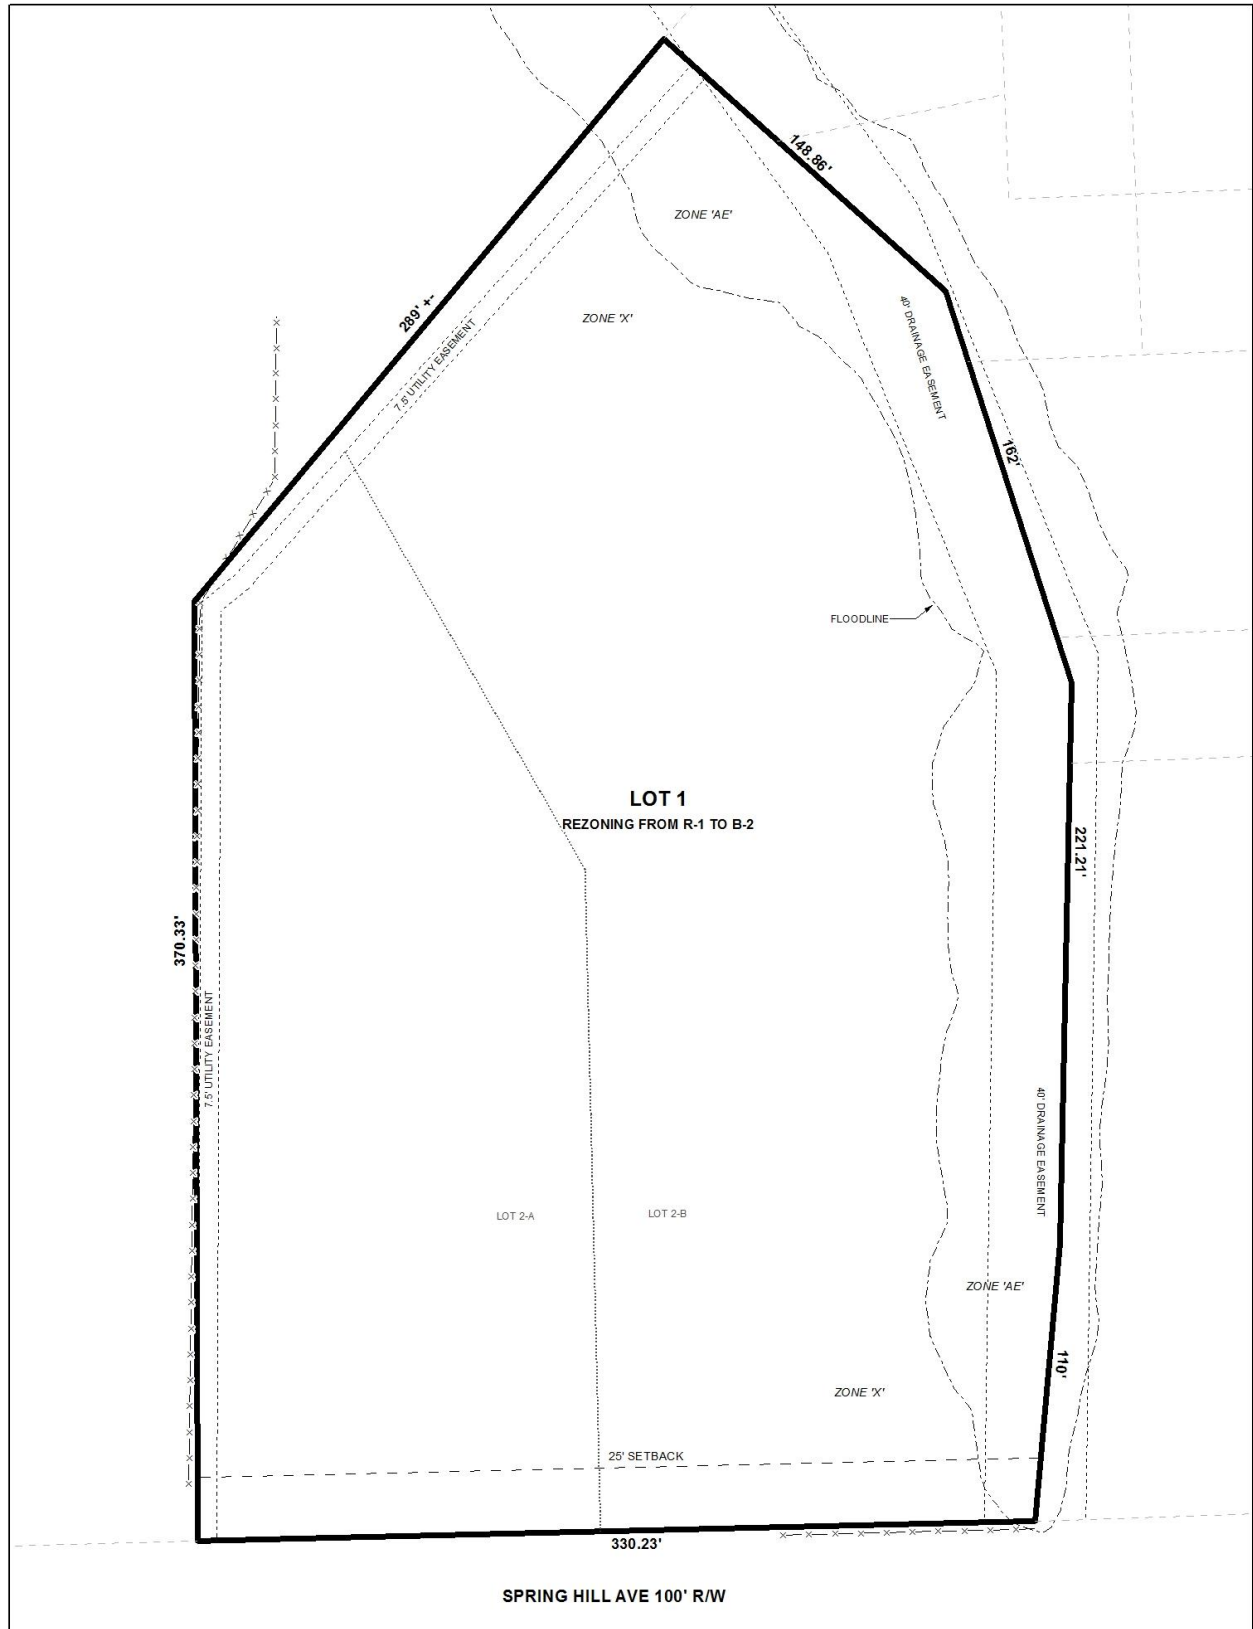 148.86'
ZONE 'AE'
289' +-
ZONE 'X'
7.5' UTILITY EASEMENT
40' DRAINAGE EASEMENT
162'
FLOODLINE
LOT 1
REZONING FROM R-1 TO B-2
221.21'
370.33'
7.5' UTILITY EASEMENT
40' DRAINAGE EASEMENT
LOT 2-A
LOT 2-B
ZONE 'AE'
110'
ZONE 'X'
25' SETBACK
330.23'
SPRING HILL AVE 100' R/W